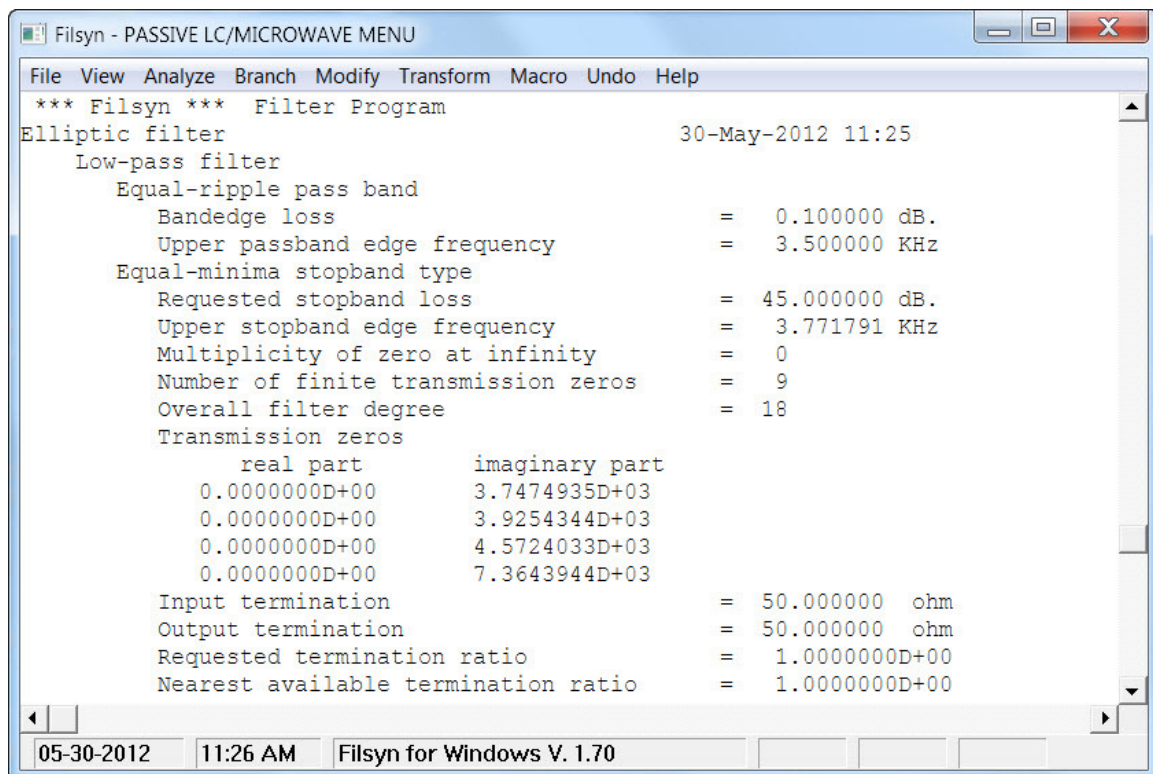 Filsyn - PASSIVE LC/MICROWAVE MENU
File View Analyze Branch Modify Transform Macro Undo Help
*** Filsyn *** Filter Program
Elliptic filter 30-May-2012 11:25
Low-pass filter
Equal-ripple pass band
Bandedge loss = 0.100000 dB.
Upper passband edge frequency = 3.500000 KHz
Equal-minima stopband type
Requested stopband loss = 45.000000 dB.
Upper stopband edge frequency = 3.771791 KHz
Multiplicity of zero at infinity = 0
Number of finite transmission zeros = 9
Overall filter degree = 18
Transmission zeros
real part imaginary part
0.0000000D+00 3.7474935D+03
0.0000000D+00 3.9254344D+03
0.0000000D+00 4.5724033D+03
0.0000000D+00 7.3643944D+03
Input termination = 50.000000 ohm
Output termination = 50.000000 ohm
Requested termination ratio = 1.0000000D+00
Nearest available termination ratio = 1.0000000D+00
05-30-2012 11:26 AM Filsyn for Windows V. 1.70